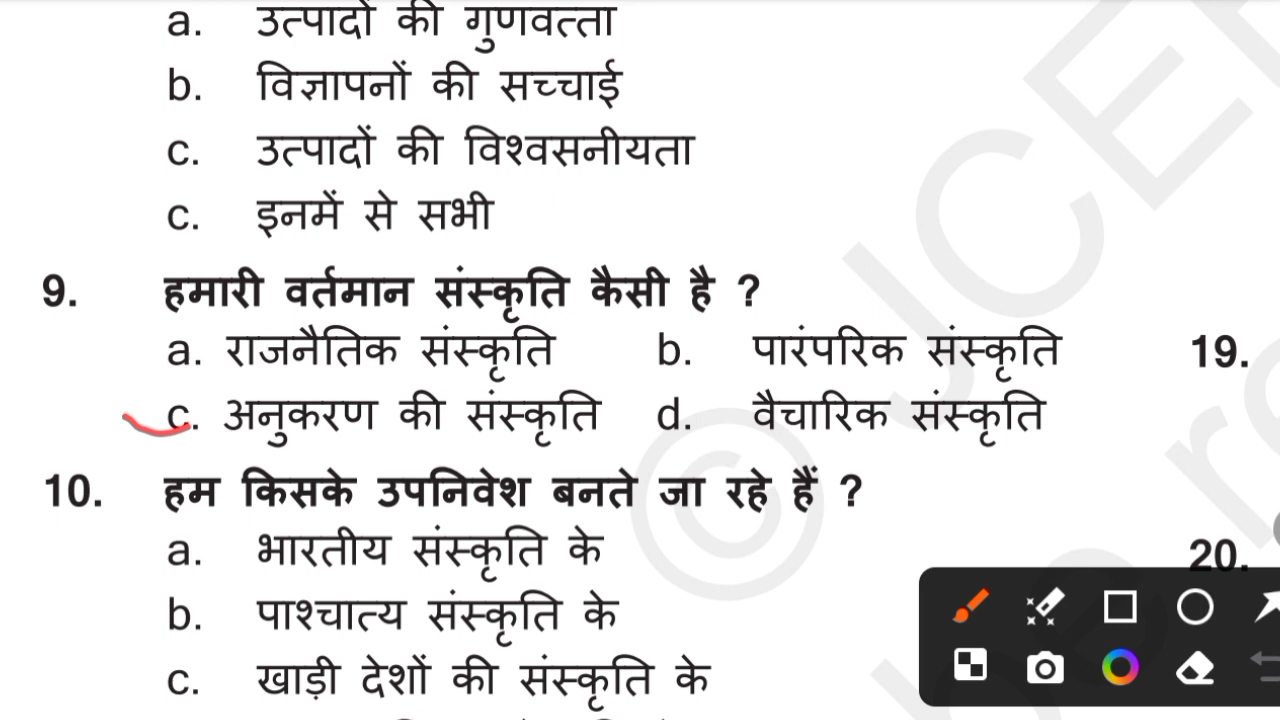 a. उत्पादों की गुणवत्ता
b. विज्ञापनों की सच्चाई
c. उत्पादों की विश्वसनीयता
c. इनमें से सभी
9. हमारी वर्तमान संस्कृति कैसी है ?
a. राजनैतिक संस्कृति b. पारंपरिक संस्कृति 19.
c. अनुकरण की संस्कृति d. वैचारिक संस्कृति
10. हम किसके उपनिवेश बनते जा रहे हैं ?
a. भारतीय संस्कृति के
20.
b. पाश्चात्य संस्कृति के
c. खाड़ी देशों की संस्कृति के
© JCE